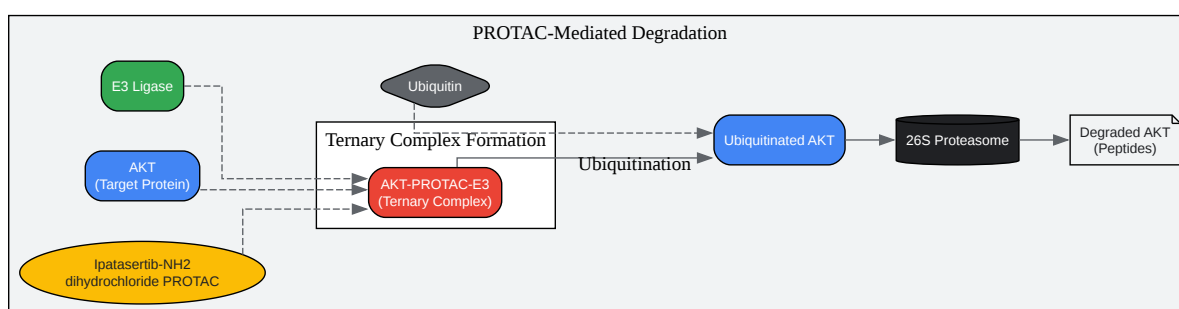 PROTAC-Mediated Degradation
E3 Ligase
Ubiquitin
Ternary Complex Formation
AKT
(Target Protein)
AKT-PROTAC-E3
(Ternary Complex)
Ubiquitination
Ubiquitinated AKT
26S Proteasome
Degraded AKT
(Peptides)
Ipatasertib-NH2
dihydrochloride PROTAC